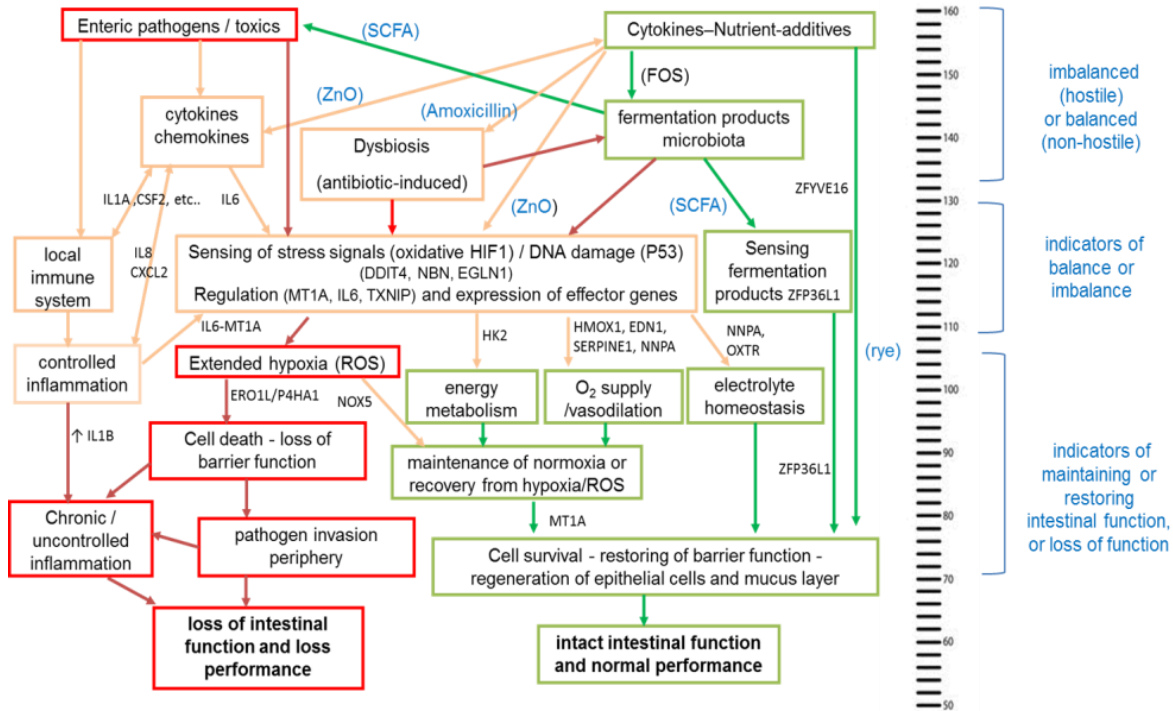 Enteric pathogens / toxics
(SCFA)
Cytokines–Nutrient-additives
(FOS)
(ZnO)
(Amoxicillin)
cytokines
chemokines
fermentation products
microbiota
Dysbiosis
(antibiotic-induced)
IL1A ,CSF2, etc..
IL6
ZFYVE16
(ZnO)
(SCFA)
IL8
CXCL2
local
immune
system
Sensing of stress signals (oxidative HIF1) / DNA damage (P53)
(DDIT4, NBN, EGLN1)
Regulation (MT1A, IL6, TXNIP) and expression of effector genes
Sensing
fermentation
products ZFP36L1
IL6-MT1A
HK2
HMOX1, EDN1,
SERPINE1, NNPA
NNPA,
OXTR
(rye)
controlled
inflammation
Extended hypoxia (ROS)
ERO1L/P4HA1
NOX5
energy
metabolism
O2 supply
/vasodilation
electrolyte
homeostasis
↑ IL1B
Cell death - loss of
barrier function
maintenance of normoxia or
recovery from hypoxia/ROS
ZFP36L1
MT1A
Chronic /
uncontrolled
inflammation
pathogen invasion
periphery
Cell survival - restoring of barrier function -
regeneration of epithelial cells and mucus layer
loss of intestinal
function and loss
performance
intact intestinal function
and normal performance
160
150
140
130
120
110
100
90
80
70
60
50
imbalanced
(hostile)
or balanced
(non-hostile)
indicators of
balance or
imbalance
indicators of
maintaining or
restoring
intestinal function,
or loss of function